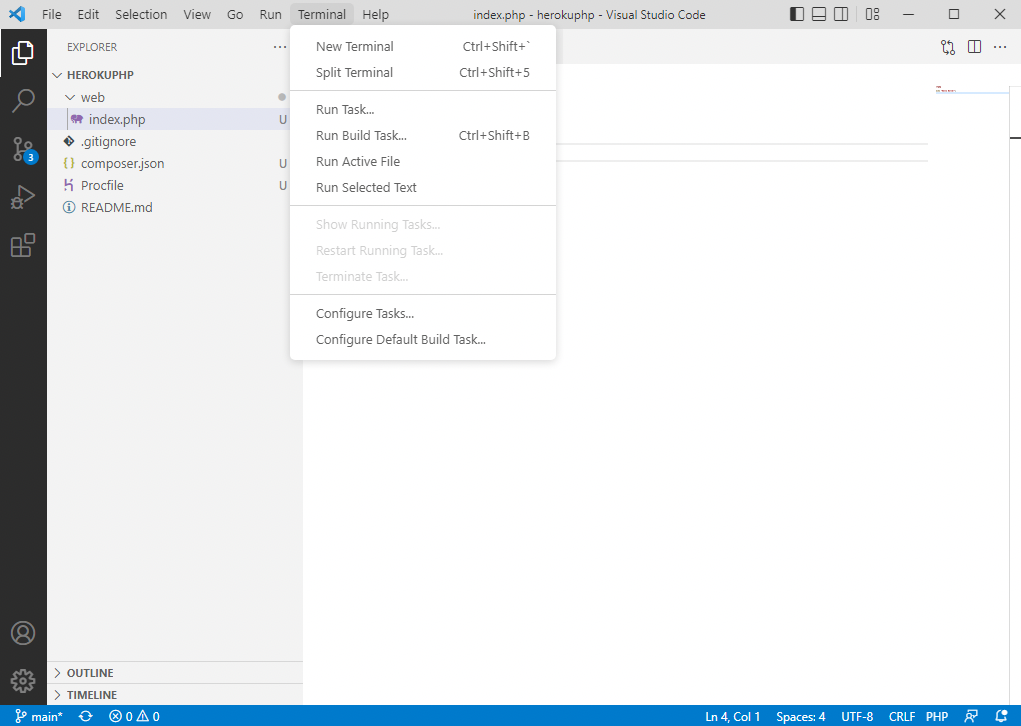 File Edit Selection View Go Run Terminal Help index.php - herokuphp - Visual Studio Code
EXPLORER
HEROKUPHP
web
index.php U
.gitignore
composer.json U
Procfile U
README.md
New Terminal Ctrl+Shift+`
Split Terminal Ctrl+Shift+5
Run Task...
Run Build Task... Ctrl+Shift+B
Run Active File
Run Selected Text
Show Running Tasks...
Restart Running Task...
Terminate Task...
Configure Tasks...
Configure Default Build Task...
3
OUTLINE
TIMELINE
main* 0 0 Ln 4, Col 1 Spaces: 4 UTF-8 CRLF PHP